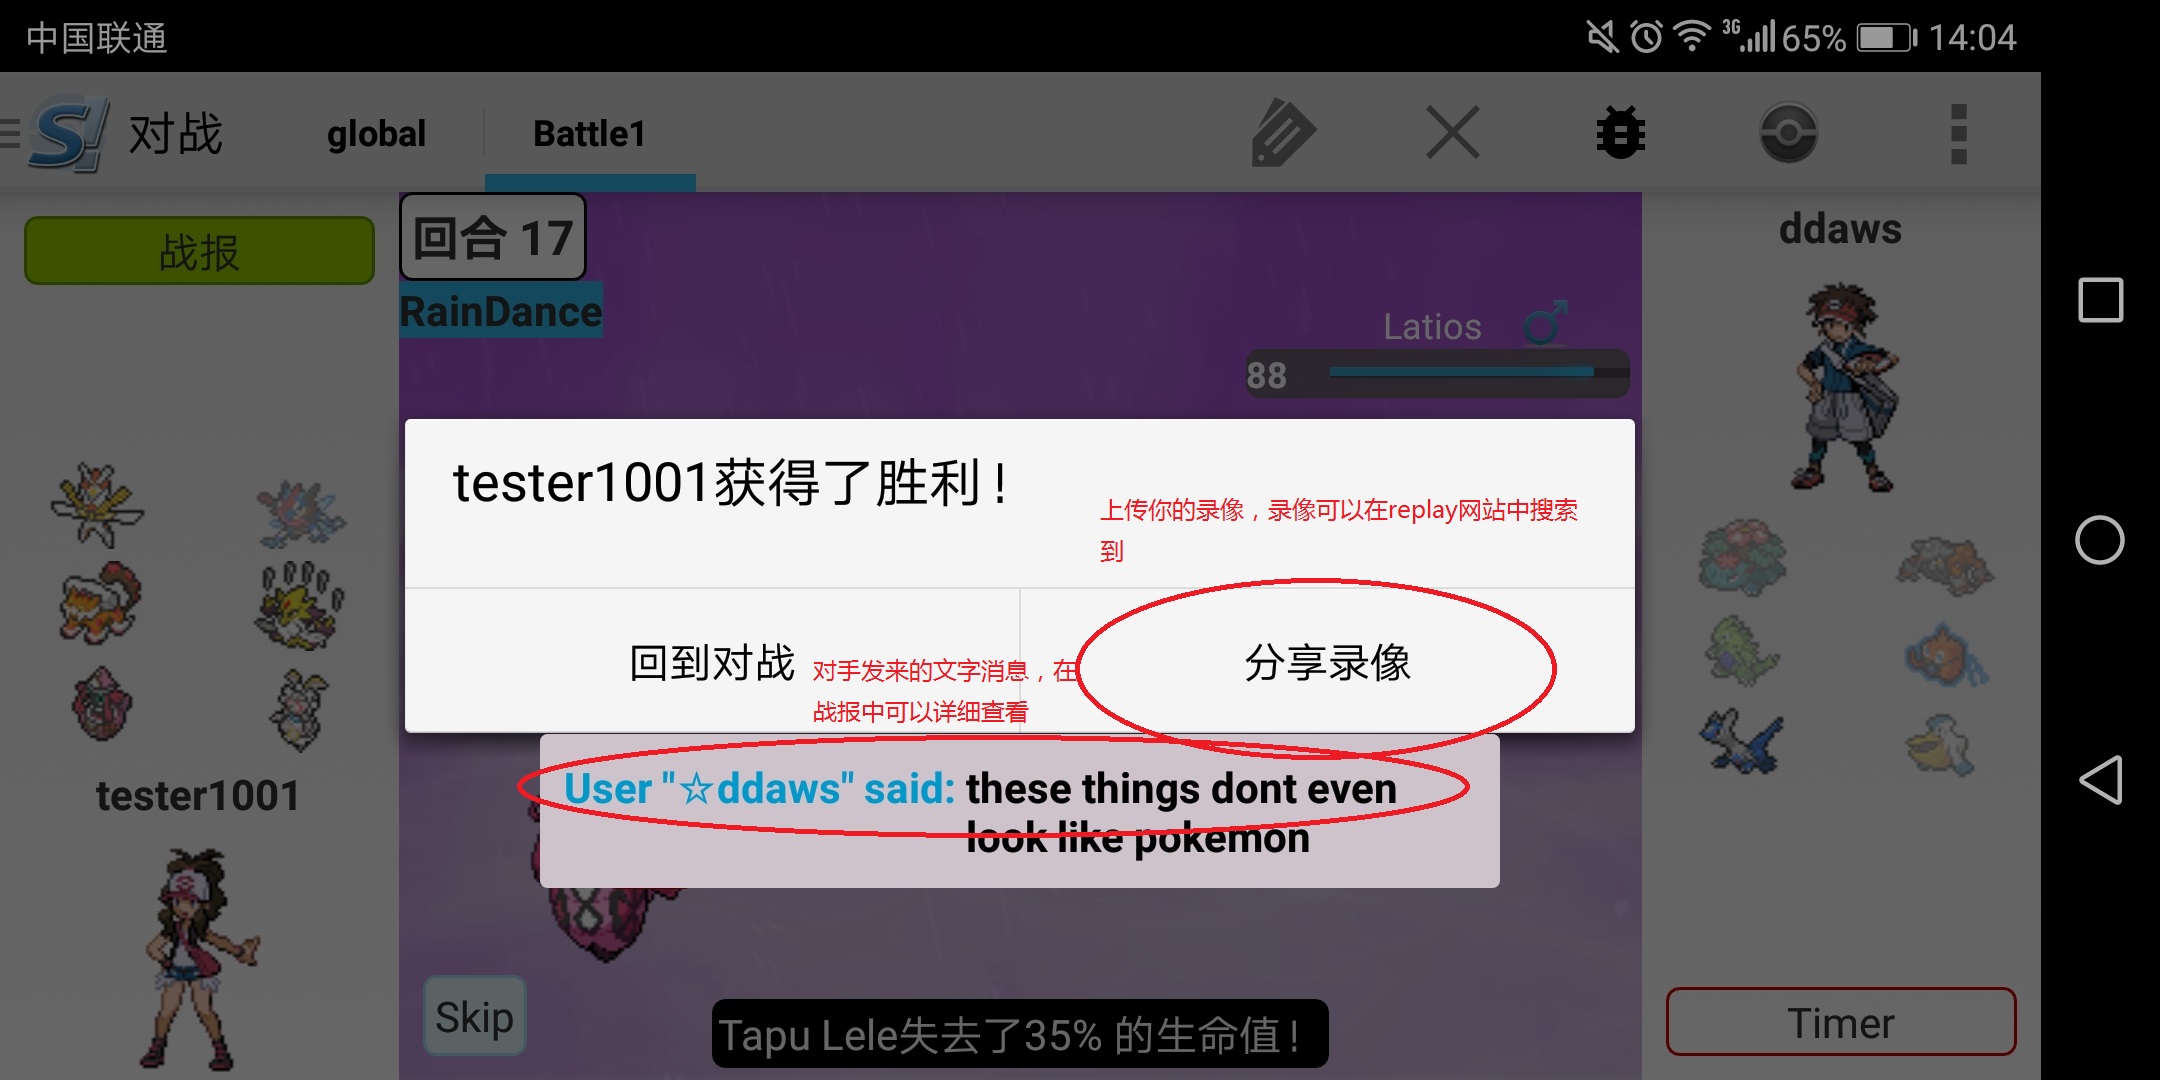 中国联通
3G
65%
14:04
S!
对战
global
Battle1
战报
回合 17
RainDance
ddaws
Latios
88
tester1001获得了胜利！
上传你的录像，录像可以在replay网站中搜索
到
回到对战
对手发来的文字消息，在
战报中可以详细查看
分享录像
User "☆ddaws" said: these things dont even
look like pokemon
tester1001
Skip
Tapu Lele失去了35% 的生命值！
Timer